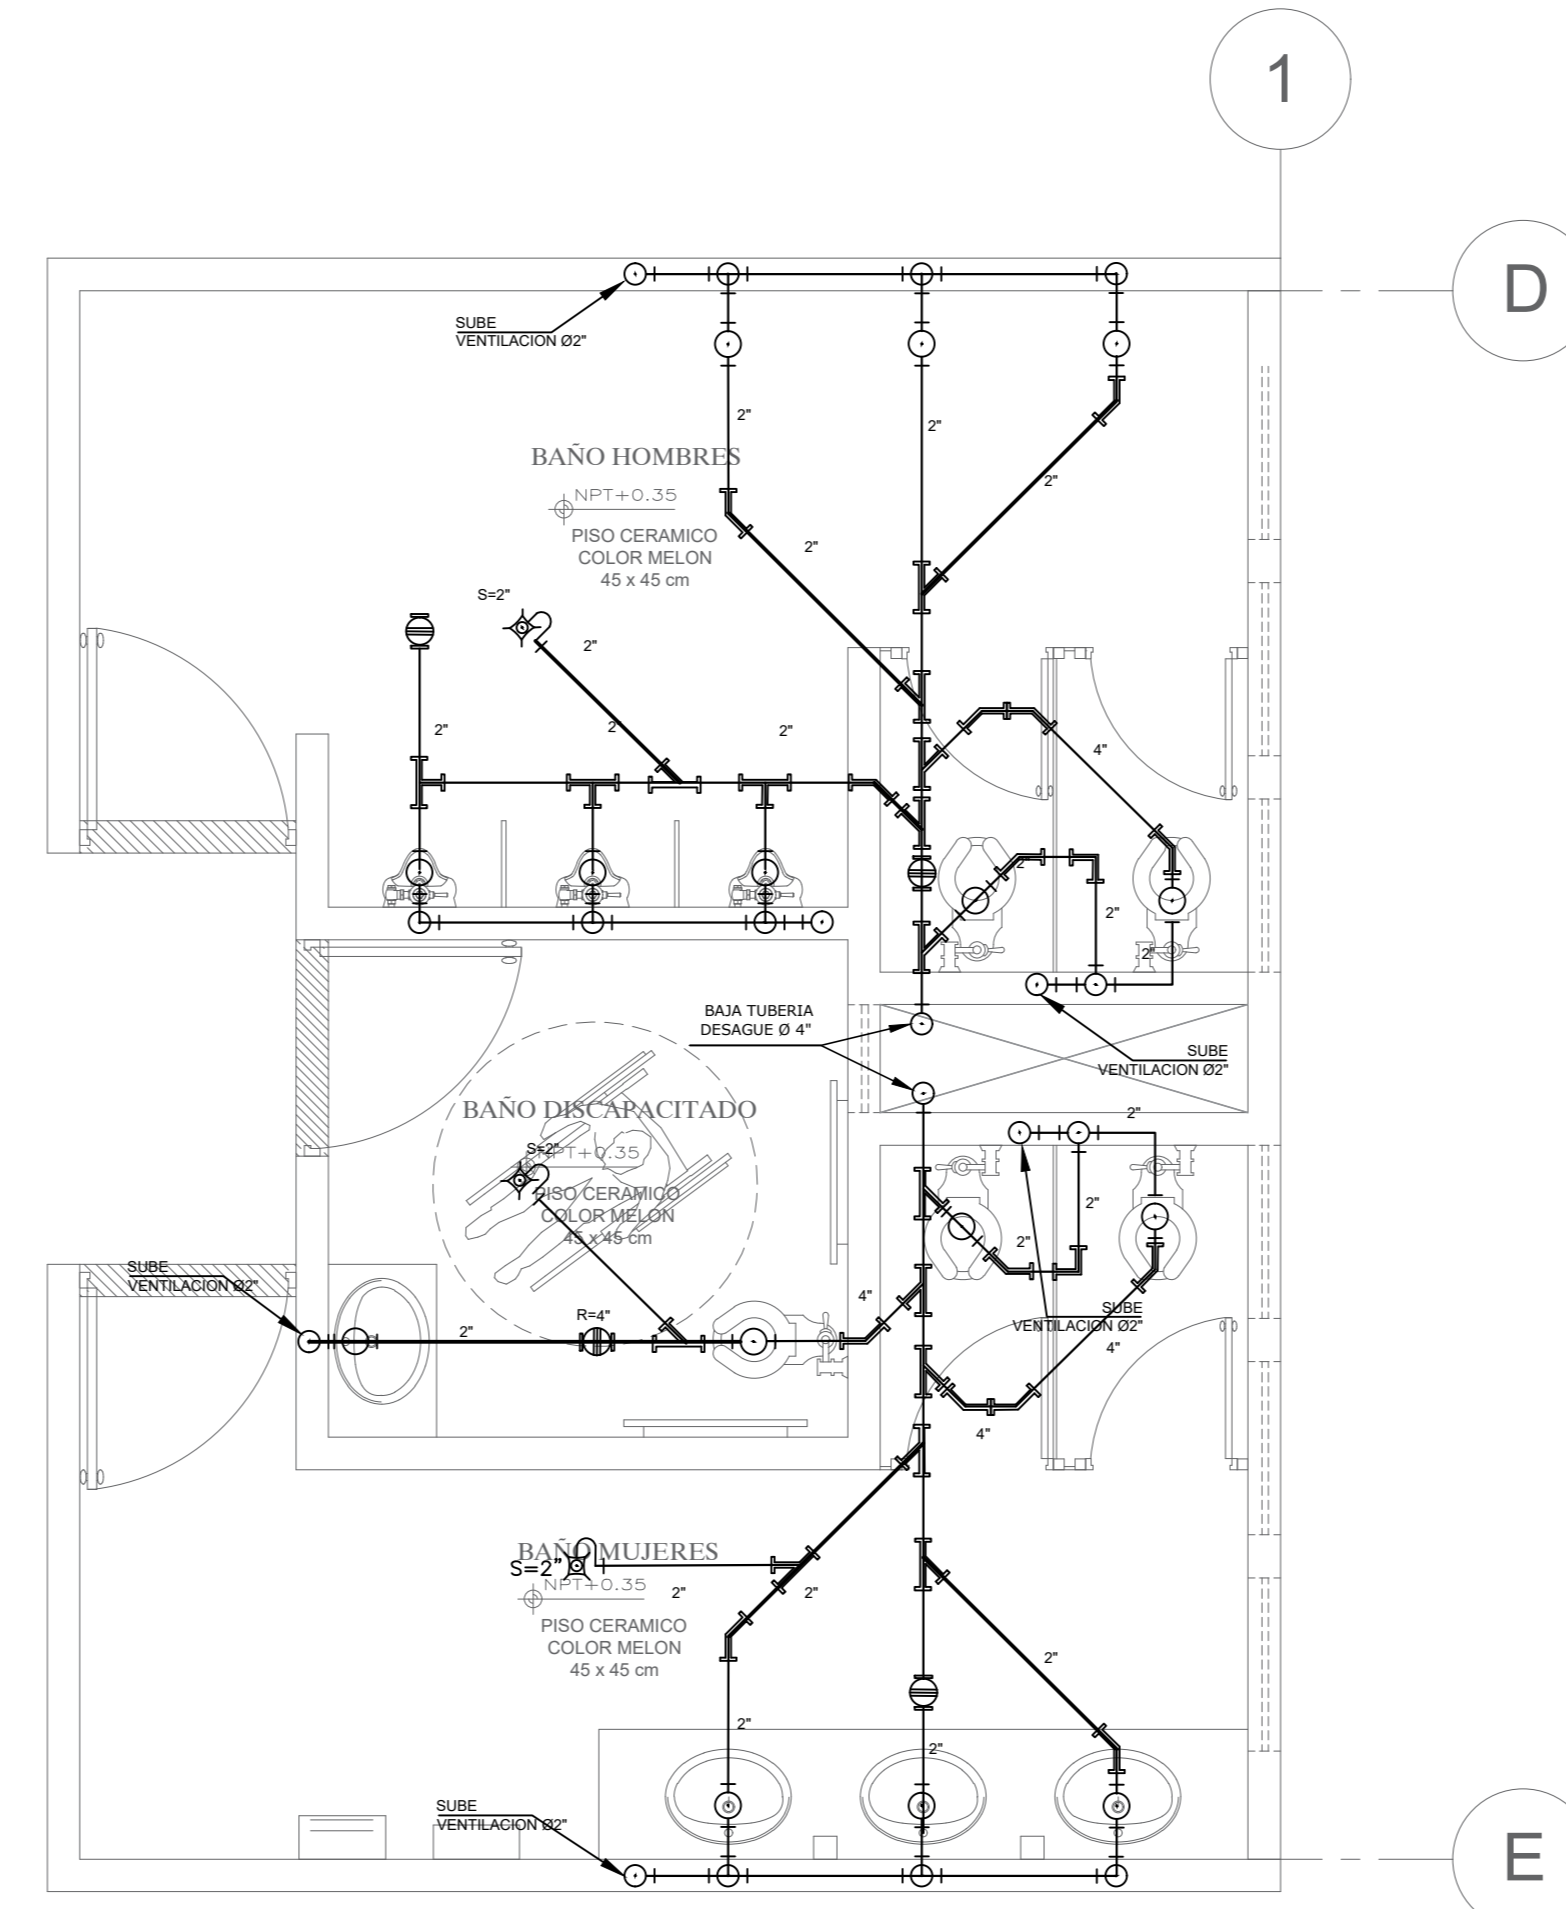 1
D
SUBE
VENTILACION Ø2"
2"
2"
BAÑO HOMBRES
2"
NPT+0.35
PISO CERAMICO
COLOR MELON
45 x 45 cm
2"
S=2"
2"
2"
2"
2"
4"
2"
2"
2"
BAJA TUBERIA
DESAGUE Ø 4"
SUBE
VENTILACION Ø2"
BAÑO DISCAPACITADO
2"
S=2"
NPT+0.35
PISO CERAMICO
COLOR MELON
45 x 45 cm
2"
2"
SUBE
VENTILACION Ø2"
4"
R=4"
2"
SUBE
VENTILACION Ø2"
4"
4"
BAÑO MUJERES
S=2"
NPT+0.35
2"
2"
PISO CERAMICO
COLOR MELON
45 x 45 cm
2"
2"
2"
SUBE
VENTILACION Ø2"
E